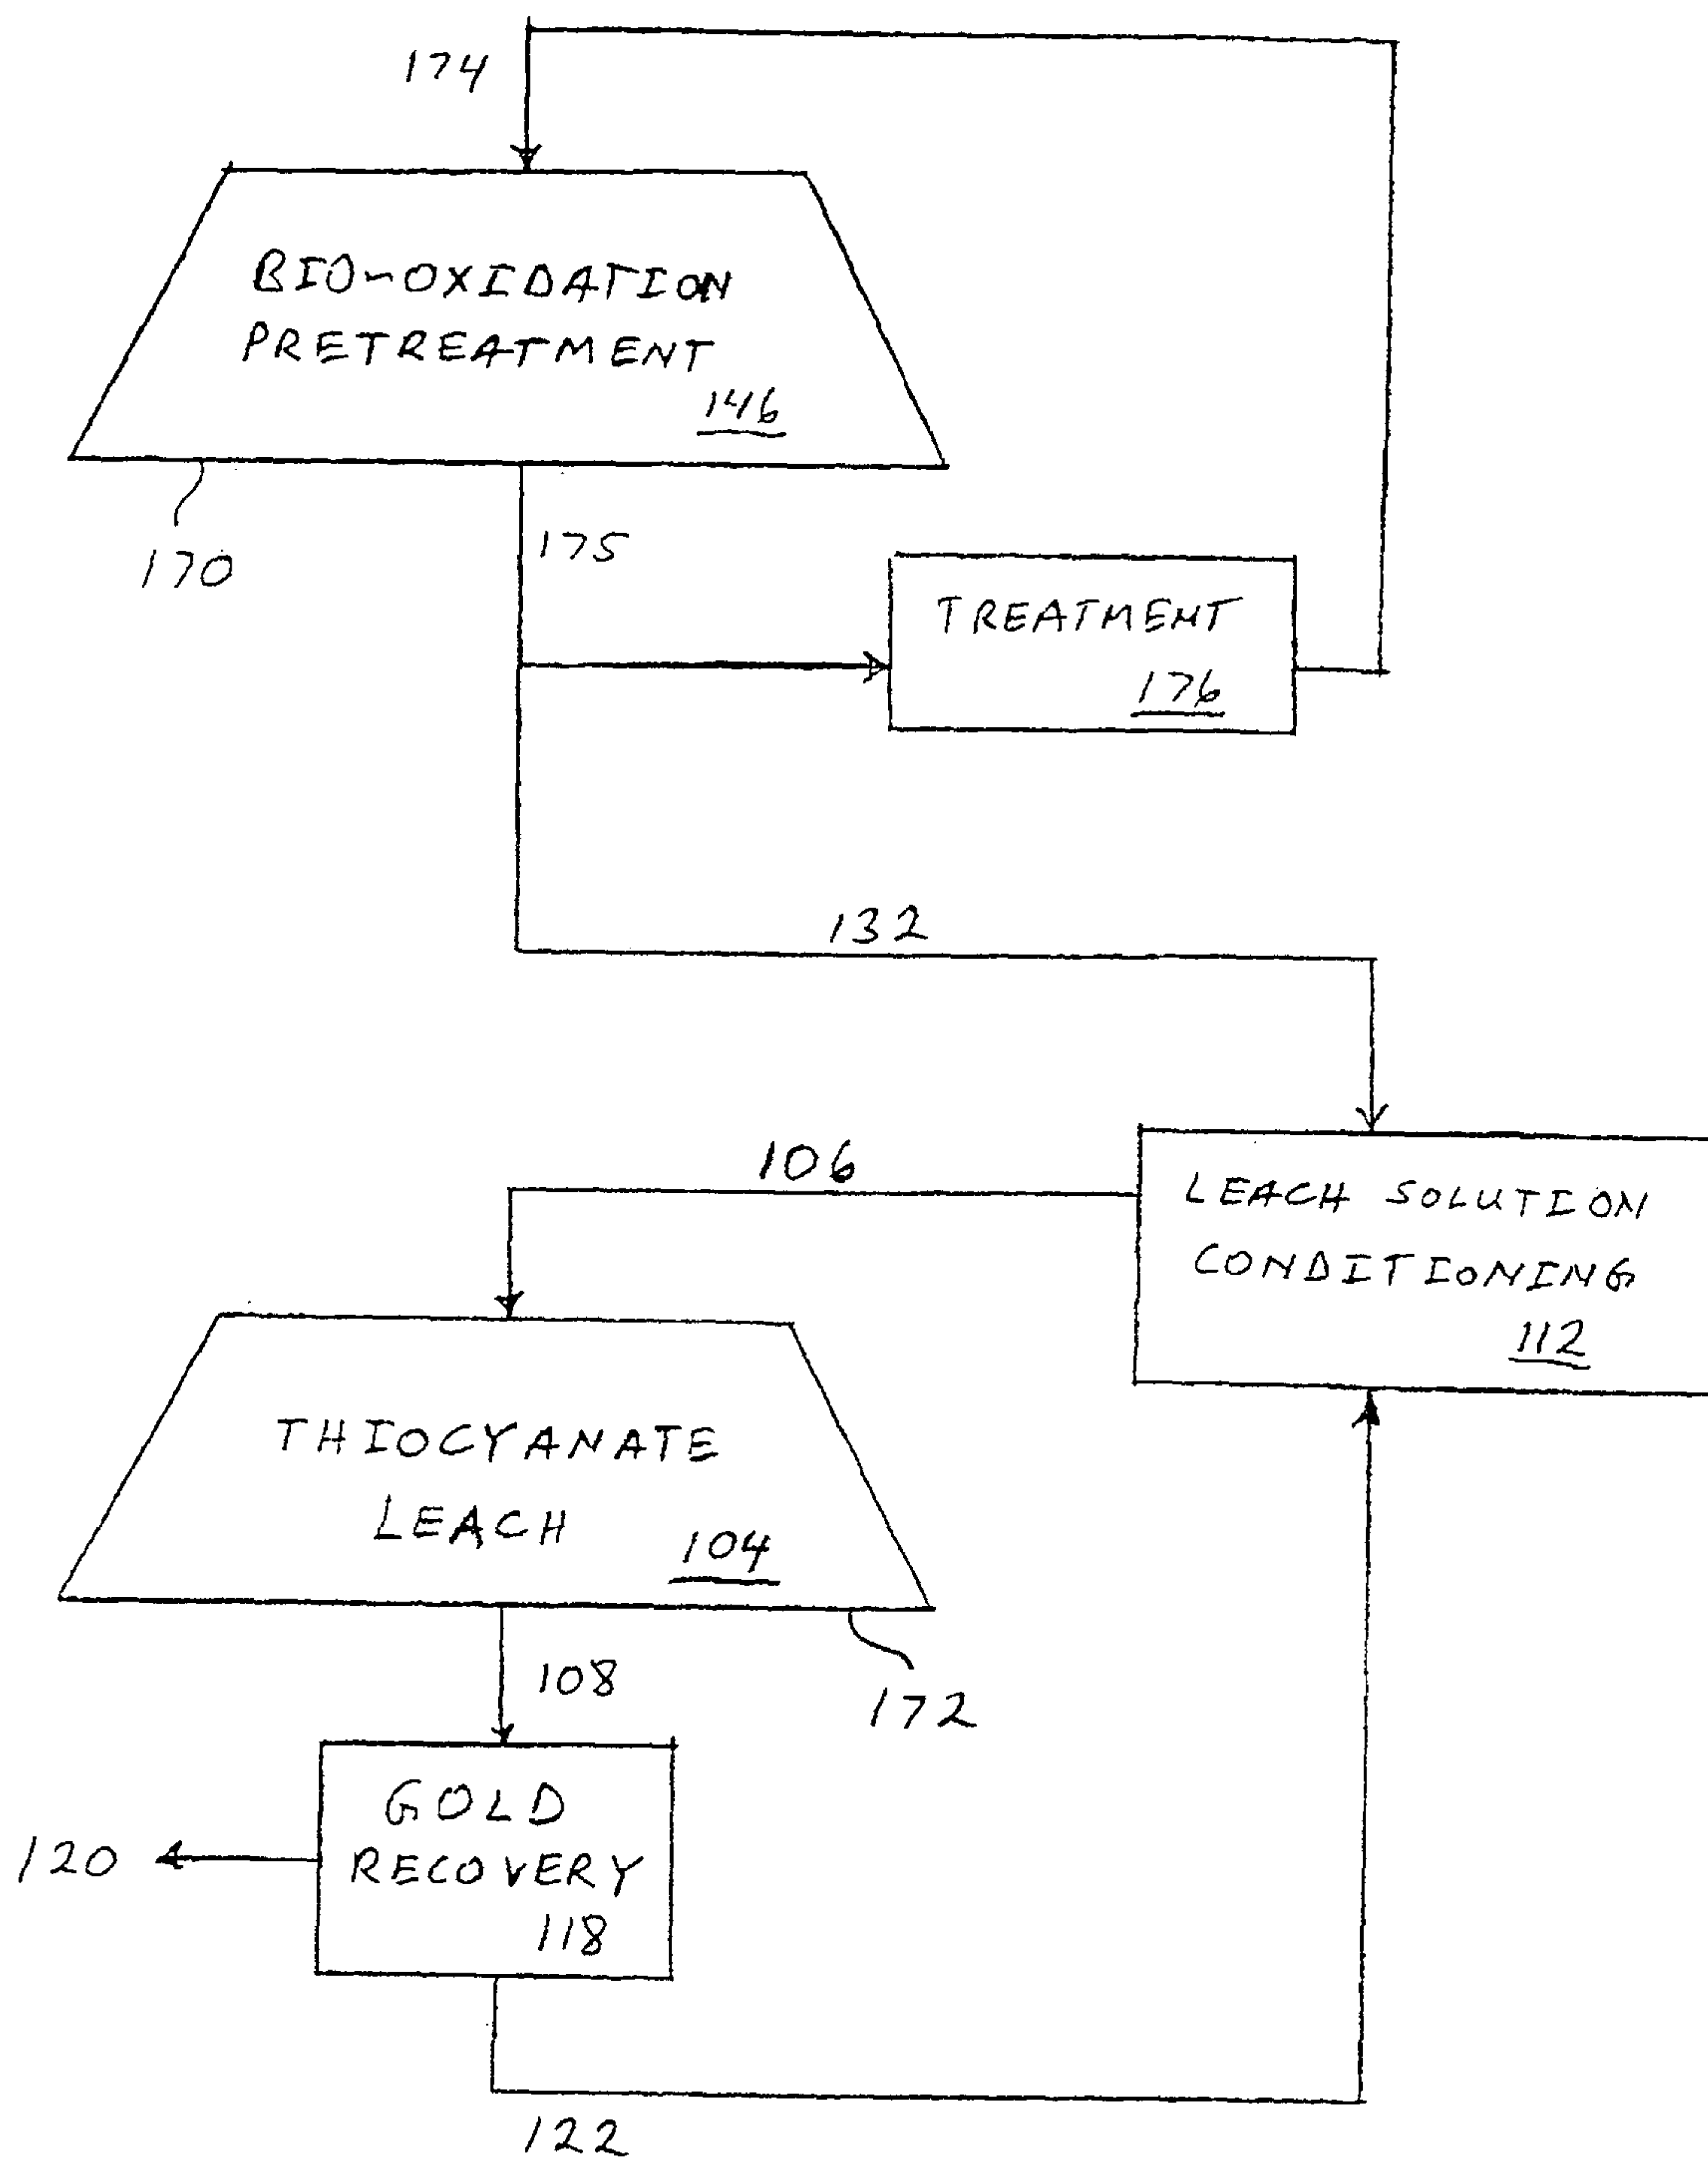 174
BIO-OXIDATION
PRETREATMENT
146
170
175
TREATMENT
176
132
106
LEACH SOLUTION
CONDITIONING
112
THIOCYANATE
LEACH
104
108
172
GOLD
RECOVERY
118
120
122